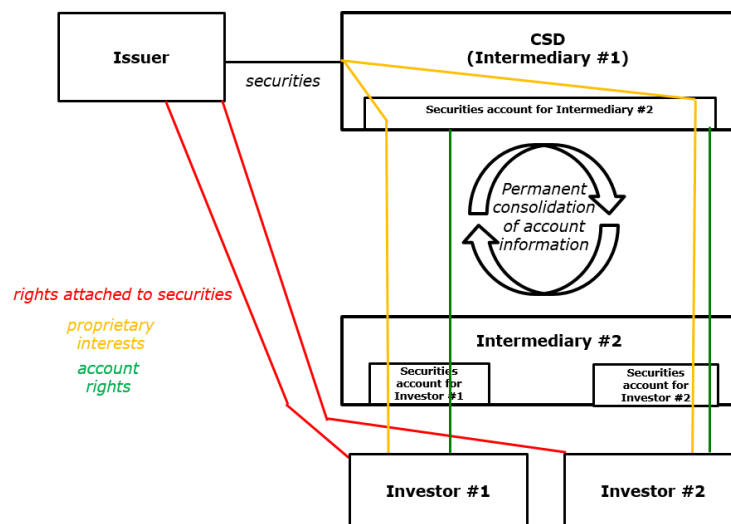 Issuer
CSD
(Intermediary #1)
securities
Securities account for Intermediary #2
Permanent
consolidation
of account
information
rights attached to securities
proprietary
interests
account
rights
Intermediary #2
Securities
account for
Investor #1
Securities
account for
Investor #2
Investor #1
Investor #2